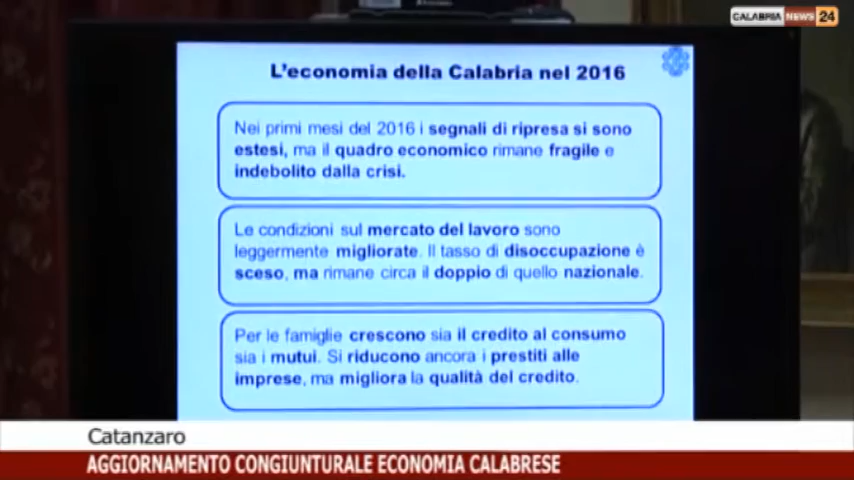 CALABRIA NEWS 24
L'economia della Calabria nel 2016
Nei primi mesi del 2016 i segnali di ripresa si sono
estesi, ma il quadro economico rimane fragile e
indebolito dalla crisi.
Le condizioni sul mercato del lavoro sono
leggermente migliorate. Il tasso di disoccupazione è
sceso, ma rimane circa il doppio di quello nazionale.
Per le famiglie crescono sia il credito al consumo
sia i mutui. Si riducono ancora i prestiti alle
imprese, ma migliora la qualità del credito.
Catanzaro
AGGIORNAMENTO CONGIUNTURALE ECONOMIA CALABRESE